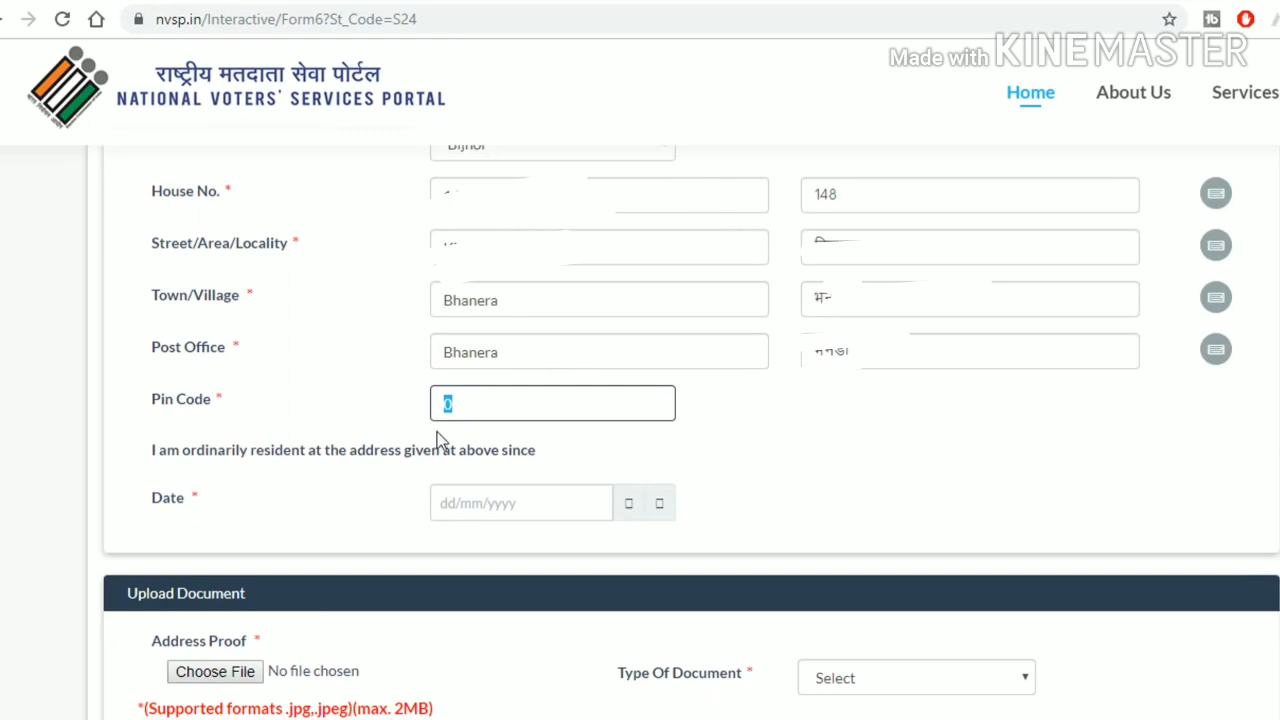 nvsp.in/Interactive/Form6?St_Code=S24
Made with KINEMASTER
राष्ट्रीय मतदाता सेवा पोर्टल
NATIONAL VOTERS' SERVICES PORTAL
Home About Us Services
Bijnor
House No. * 148
Street/Area/Locality *
Town/Village * Bhanera
Post Office * Bhanera
Pin Code * 0
I am ordinarily resident at the address given at above since
Date * dd/mm/yyyy
Upload Document
Address Proof *
Choose File No file chosen
Type Of Document * Select
*(Supported formats .jpg,.jpeg)(max. 2MB)